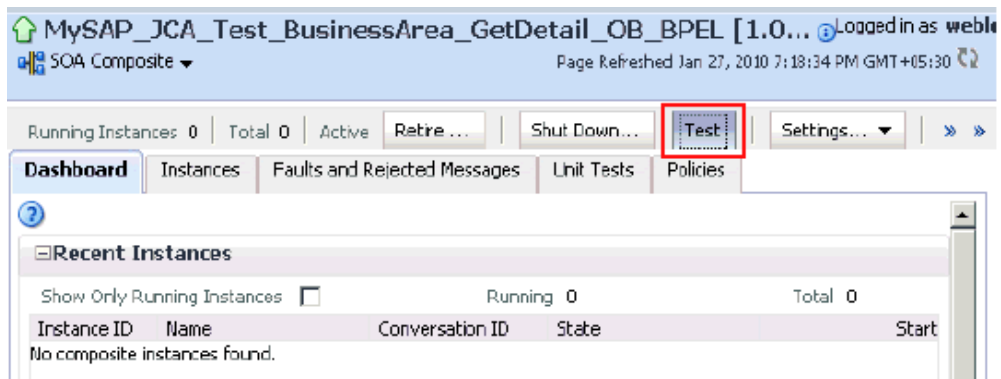 MySAP_JCA_Test_BusinessArea_GetDetail_OB_BPEL [1.0... Logged in as weblo
SOA Composite Page Refreshed Jan 27, 2010 7:18:34 PM GMT+05:30
Running Instances 0 Total 0 Active Retire ... Shut Down... Test Settings... » »
Dashboard Instances Faults and Rejected Messages Unit Tests Policies
Recent Instances
Show Only Running Instances Running 0 Total 0
Instance ID Name Conversation ID State Start
No composite instances found.